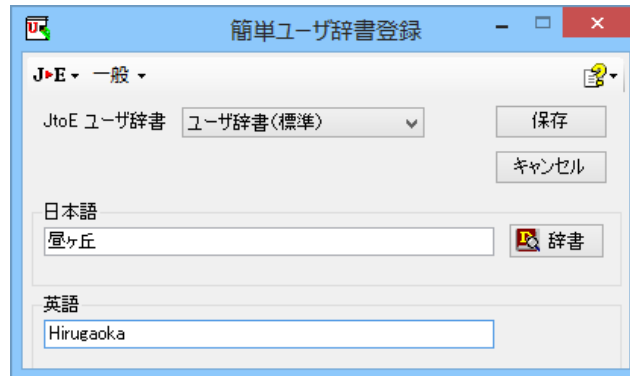 簡単ユーザ辞書登録
J▶E 一般
JtoE ユーザ辞書 ユーザ辞書(標準) 保存
キャンセル
日本語
昼ヶ丘 辞書
英語
Hirugaoka